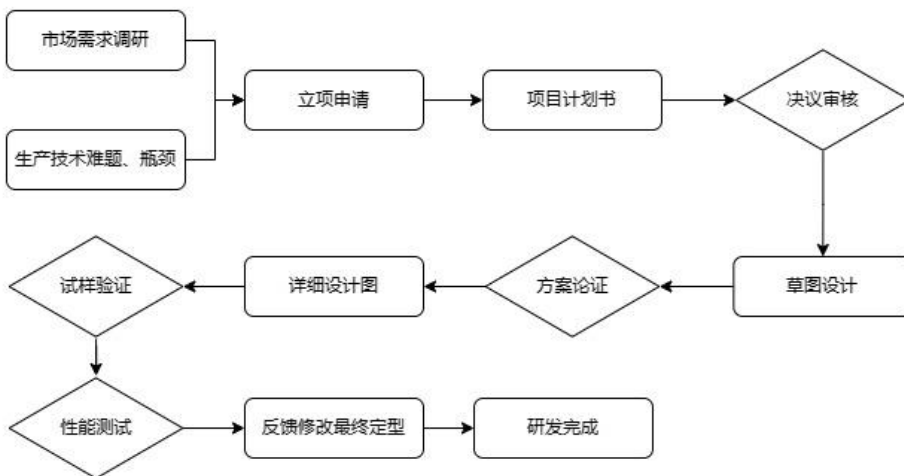 市场需求调研
生产技术难题、瓶颈
立项申请
项目计划书
决议审核
草图设计
方案论证
详细设计图
试样验证
性能测试
反馈修改最终定型
研发完成